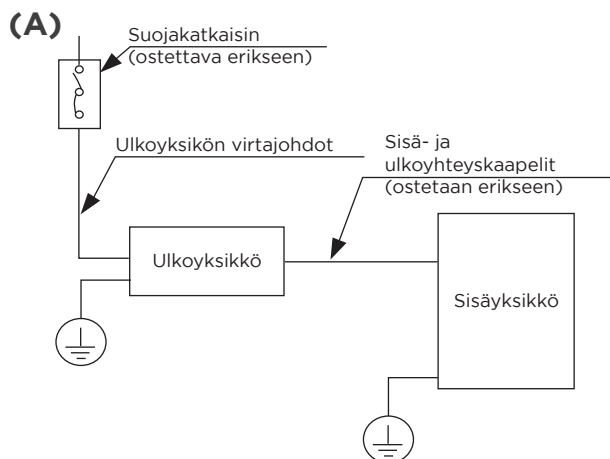 (A)
Suojakatkaisin
(ostettava erikseen)
Ulkoyksikön virtajohdot
Sisä- ja
ulkoyhteyskaapelit
(ostetaan erikseen)
Ulkoyksikkö
Sisäyksikkö